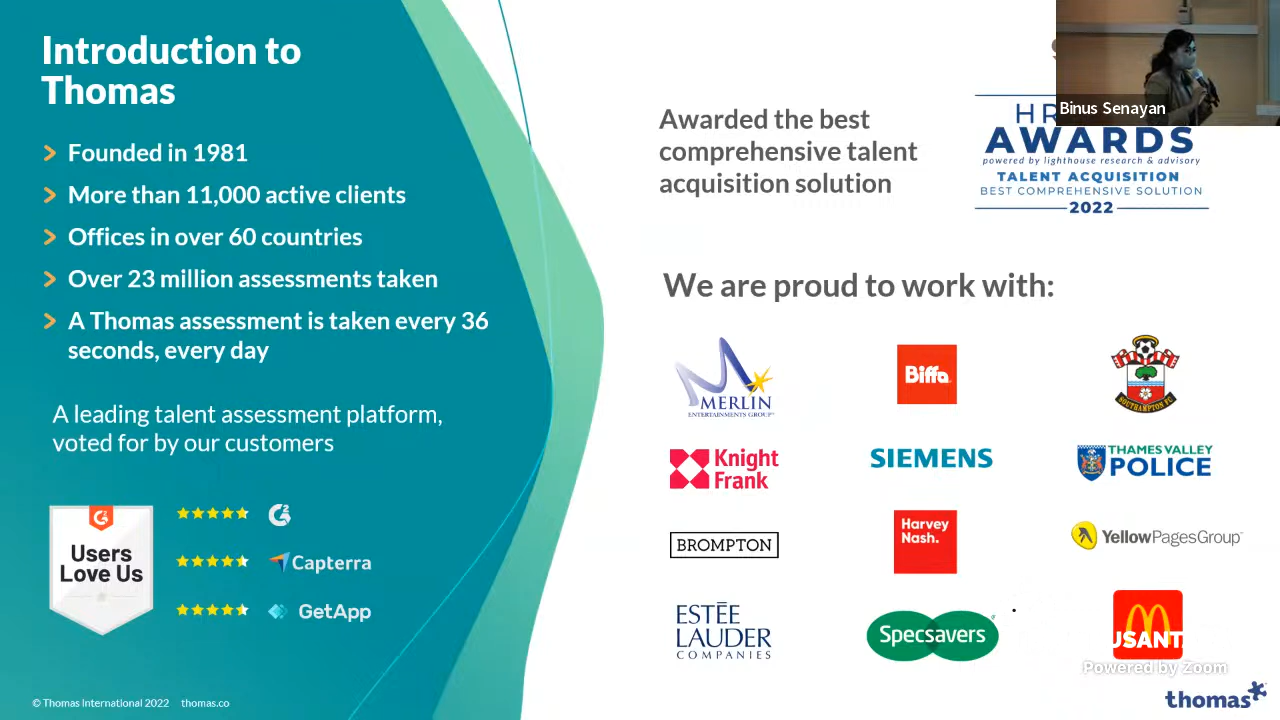 Introduction to
Thomas
Founded in 1981
More than 11,000 active clients
Offices in over 60 countries
Over 23 million assessments taken
A Thomas assessment is taken every 36
seconds, every day
A leading talent assessment platform,
voted for by our customers
Users
Love Us
Capterra
GetApp
© Thomas International 2022 thomas.co
Awarded the best
comprehensive talent
acquisition solution
Binus Senayan
HR
AWARDS
powered by lighthouse research & advisory
TALENT ACQUISITION
BEST COMPREHENSIVE SOLUTION
2022
We are proud to work with:
MERLIN
ENTERTAINMENTS GROUP
Biffa
SOUTHAMPTON FC
Knight
Frank
SIEMENS
THAMES VALLEY
POLICE
BROMPTON
Harvey
Nash.
YellowPagesGroup
ESTĒE
LAUDER
COMPANIES
Specsavers
USANT
Powered by Zoom
thomas